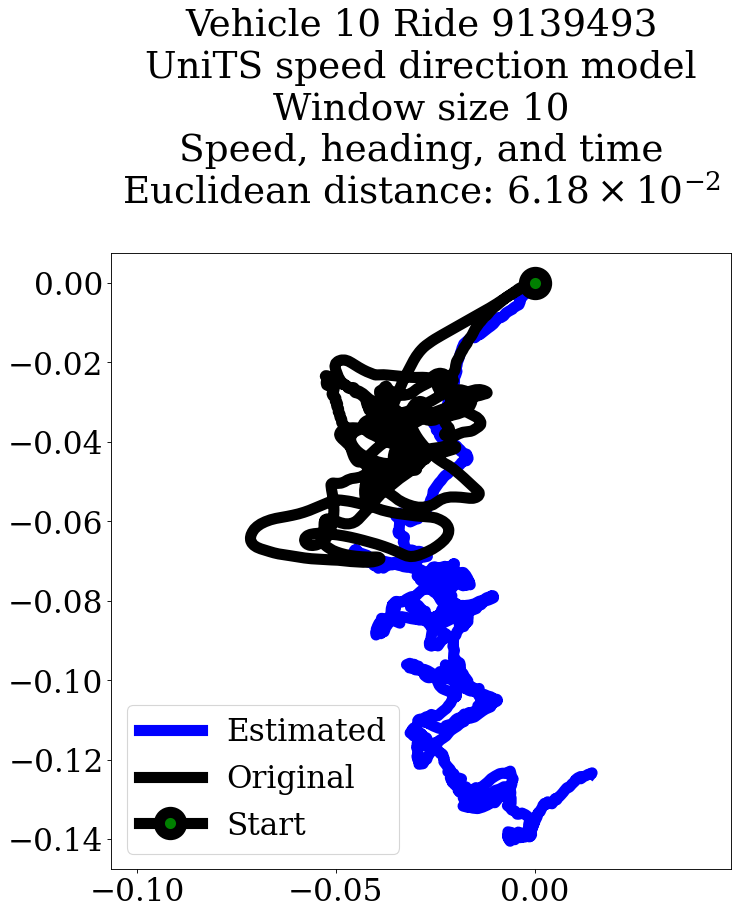 Vehicle 10 Ride 9139493
UniTS speed direction model
Window size 10
Speed, heading, and time
Euclidean distance: 6.18 × 10⁻²
0.00
−0.02
−0.04
−0.06
−0.08
−0.10
−0.12
−0.14
Estimated
Original
Start
−0.10 −0.05 0.00